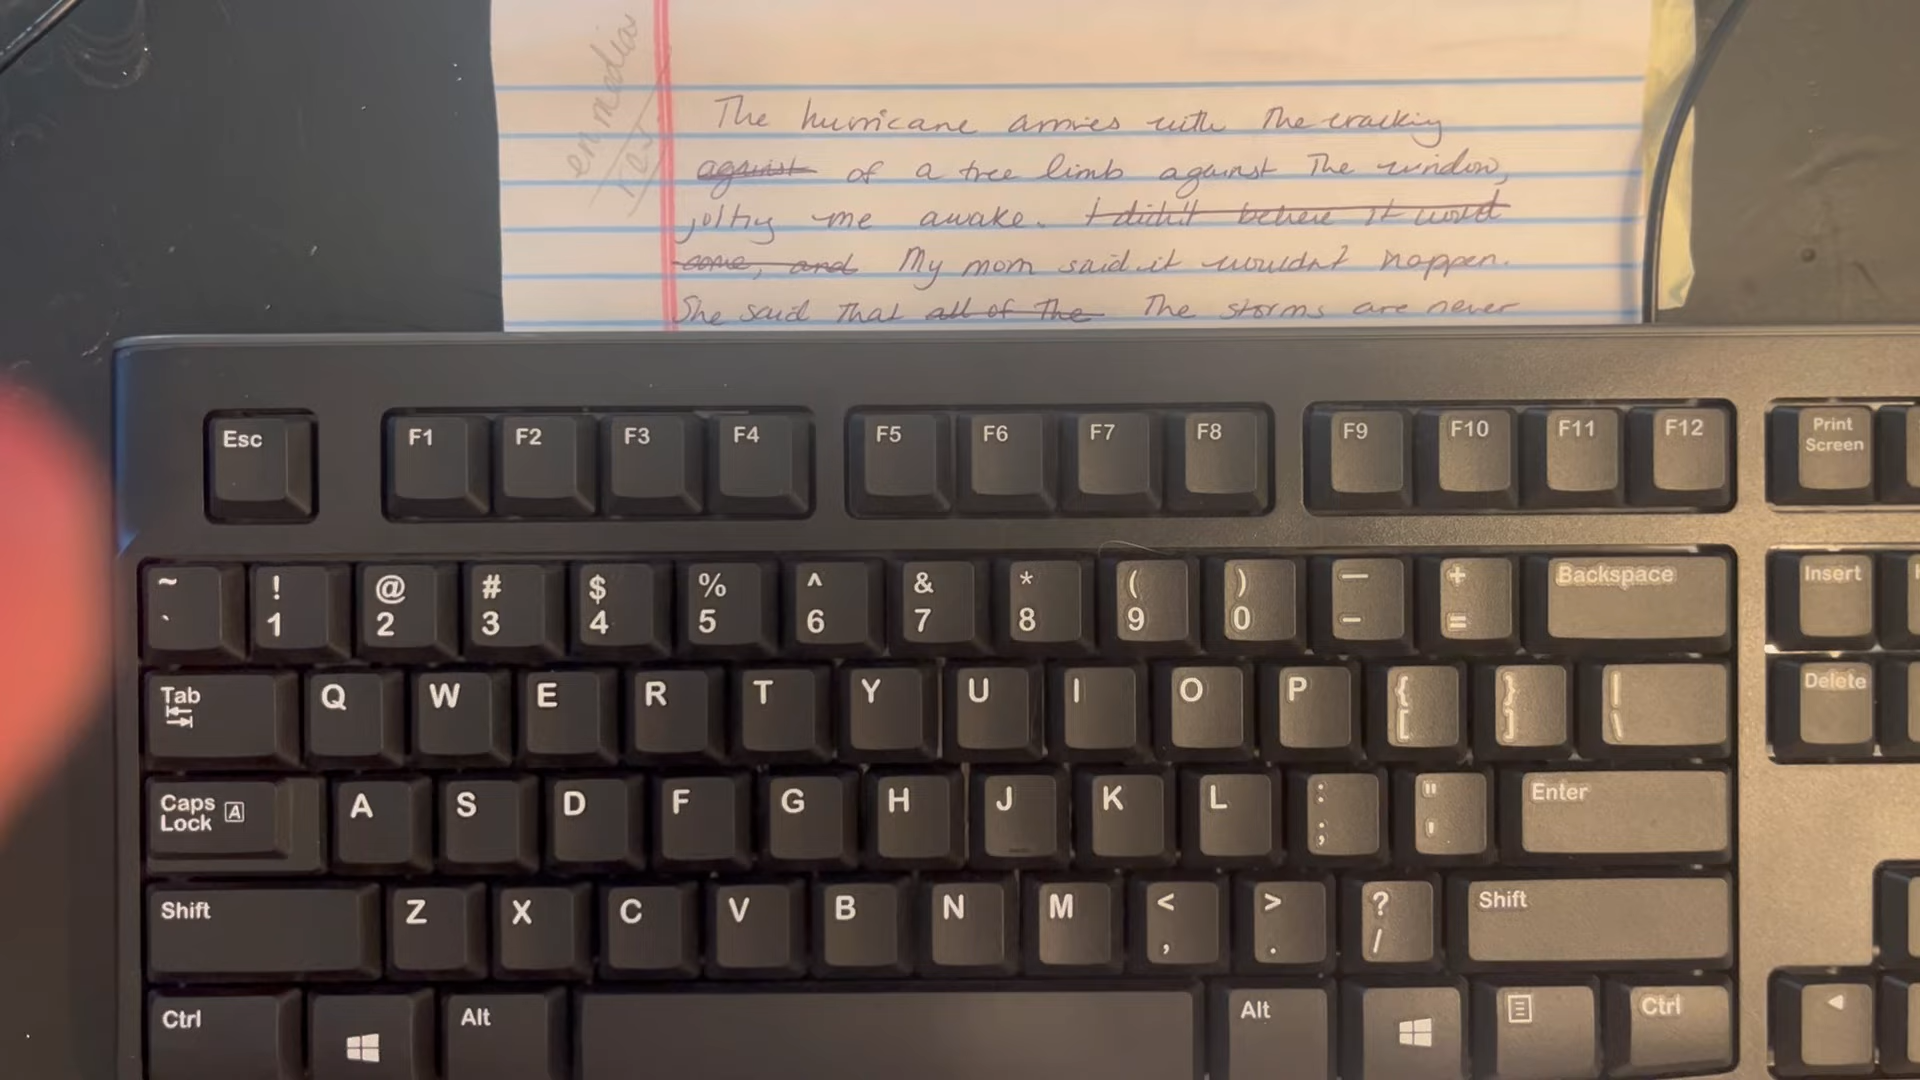 en media res
The hurricane arrives with The cracking
against of a tree limb against The window,
jolting me awake. I didn't believe it would
come, and My mom said it wouldn't happen.
She said that all of the The storms are never
Esc F1 F2 F3 F4 F5 F6 F7 F8 F9 F10 F11 F12 Print Screen
~ ` ! 1 @ 2 # 3 $ 4 % 5 ^ 6 & 7 * 8 ( 9 ) 0 _ - + = Backspace Insert
Tab Q W E R T Y U I O P { [ } ] | \ Delete
Caps Lock A A S D F G H J K L : ; " ' Enter
Shift Z X C V B N M < , > . ? / Shift
Ctrl Alt Alt Ctrl